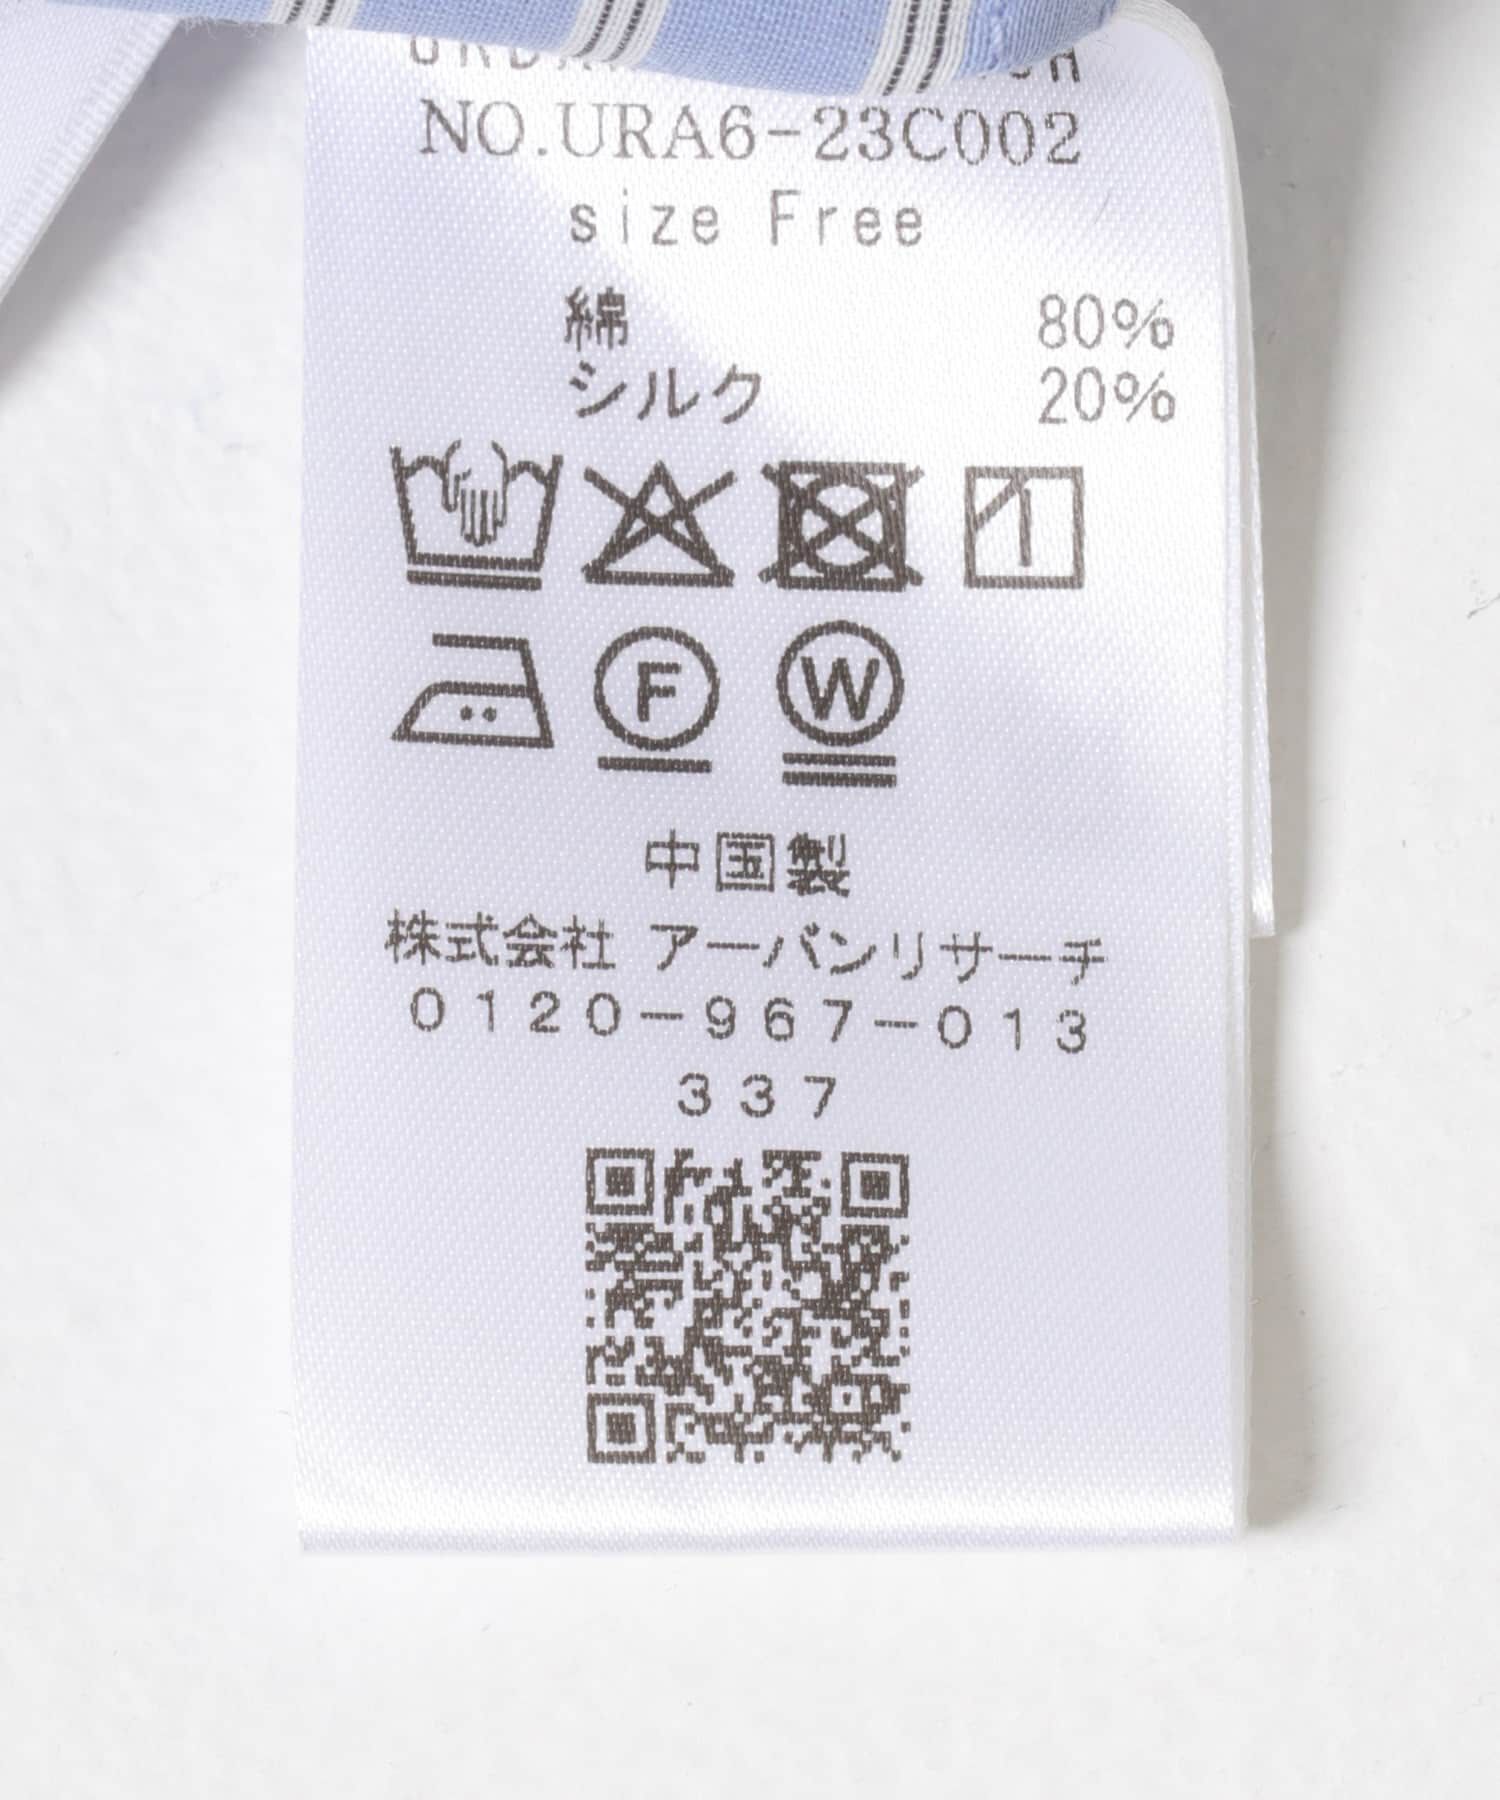 NO.URA6-23C002
size Free
綿 80%
シルク 20%
F W
中国製
株式会社 アーバンリサーチ
0120-967-013
337